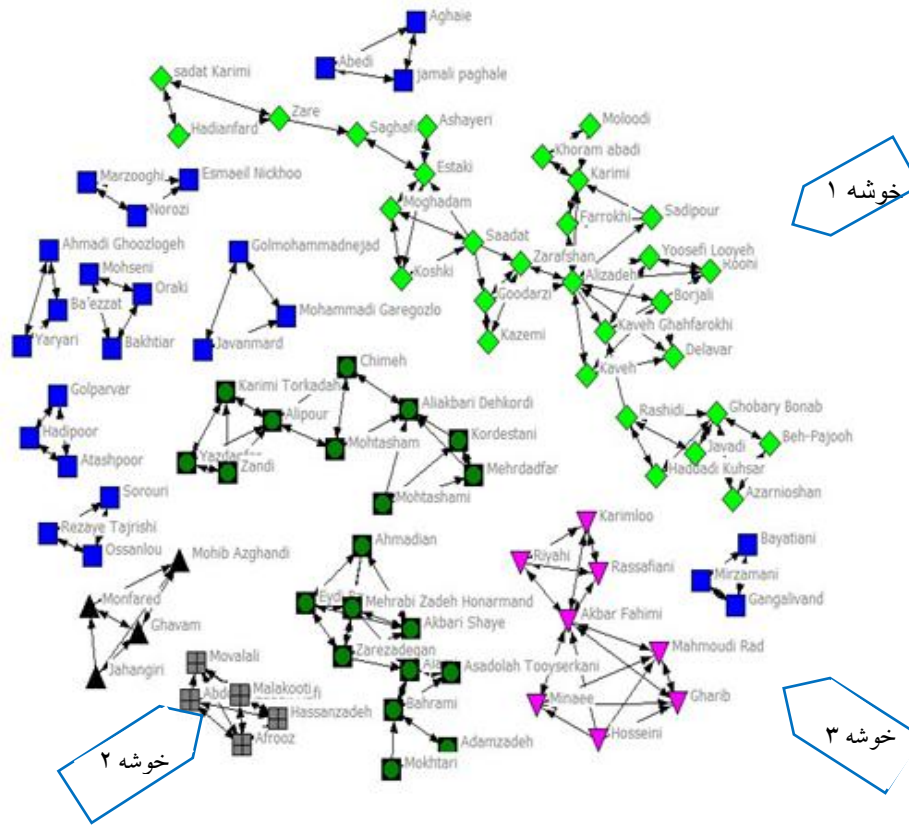 Aghaie
Abedi
jamali paghale
sadat Karimi
Zare
Hadianfard
Saghafi
Ashayeri
Estaki
Moloodi
Khoram abadi
Karimi
خوشه ۱
Marzooghi
Esmaeil Nickhoo
Norozi
Moghadam
Farrokhi
Sadipour
Saadat
Zarafshan
Yoosefi Looyeh
Roohi
Ahmadi Ghoozlogeh
Golmohammadnejad
Mohseni
Oraki
Koshki
Alizadeh
Ba'ezzat
Goodarzi
Borjali
Mohammadi Garegozlo
Yaryari
Bakhtiar
Javanmard
Kazemi
Kaveh Ghahfarokhi
Delavar
Chimeh
Kaveh
Golparvar
Karimi Torkadah
Alipour
Aliakbari Dehkordi
Rashidi
Ghobary Bonab
Hadipoor
Mohtasham
Kordestani
Javadi
Beh-Pajooh
Atashpoor
Zandi
Mehrdadfar
Haddadi Kuhsar
Sorouri
Mohtashami
Azarnioshan
Rezaye Tajrishi
Ossanlou
Mohib Azghandi
Ahmadian
Karimloo
Bayatiani
Riyahi
Rassafiani
Mirzamani
Monfared
Mehrabi Zadeh Honarmand
Gangalivand
Ghavam
Akbari Shaye
Akbar Fahimi
Jahangiri
Zarezadegan
Mahmoudi Rad
Movalali
Asadolah Tooyserkani
Malakooti
Minaee
Gharib
Hassanzadeh
Bahrami
Afrooz
Adamzadeh
Hosseini
خوشه ۳
خوشه ۲
Mokhtari